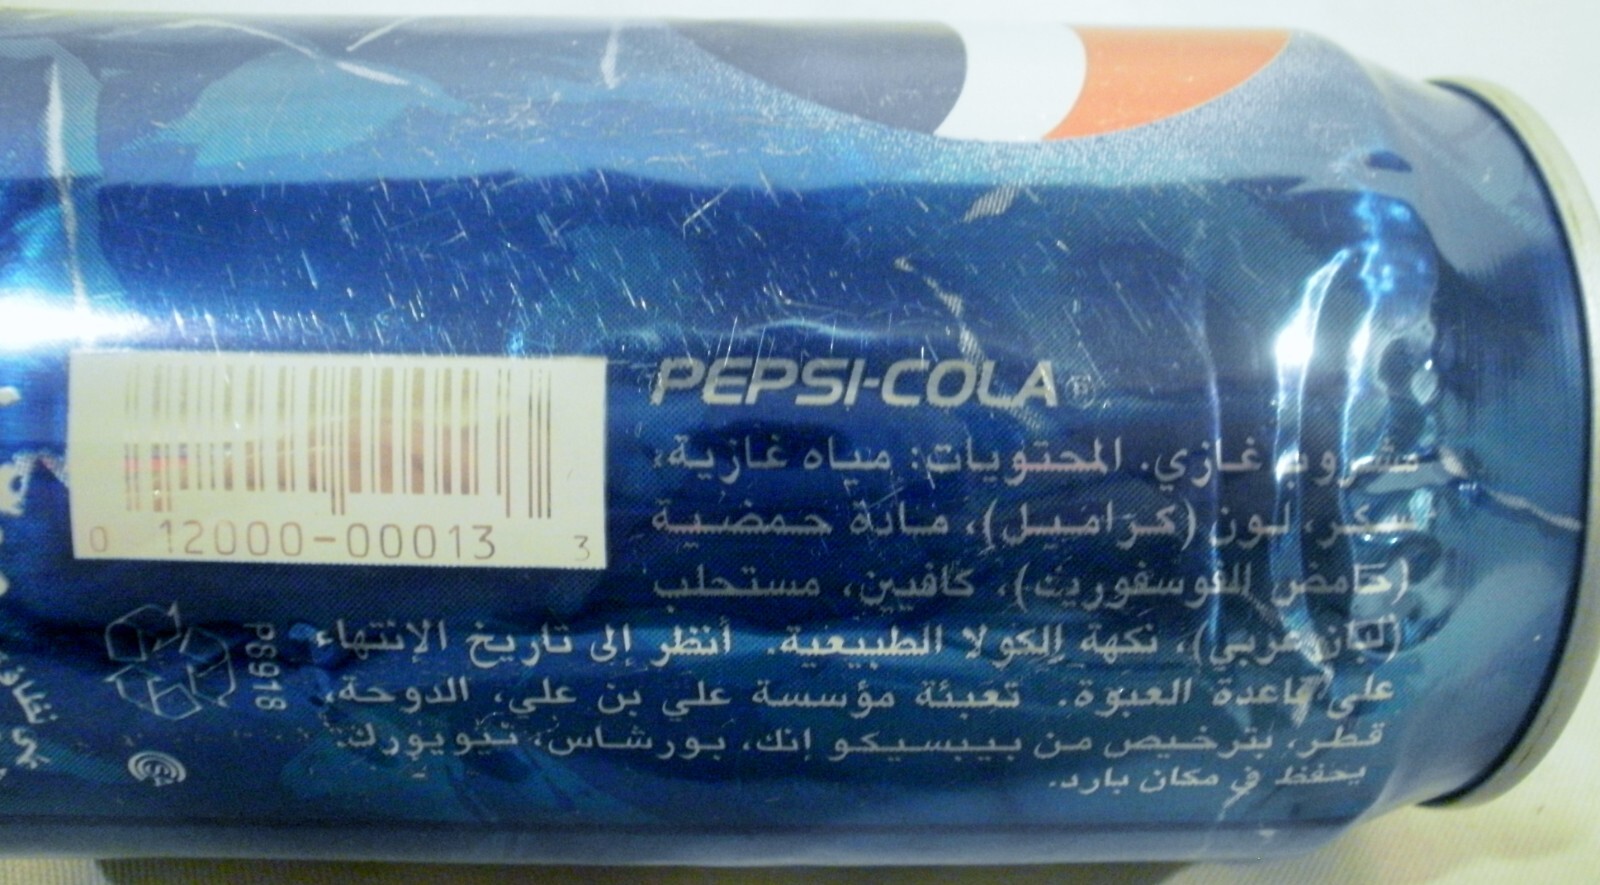 PEPSI-COLA®
مشروب غازي. المحتويات: مياه غازية،
سكر، لون (كراميل)، مادة حمضية
(حامض الفوسفوريك)، كافيين، مستحلب
(لبان عربي)، نكهة الكولا الطبيعية. أنظر إلى تاريخ الإنتهاء
على قاعدة العبوة. تعبئة مؤسسة علي بن علي، الدوحة،
قطر، بترخيص من بيبسيكو إنك، بورشاس، نيويورك.
يحفظ في مكان بارد.
0 12000-00013 3
P8918